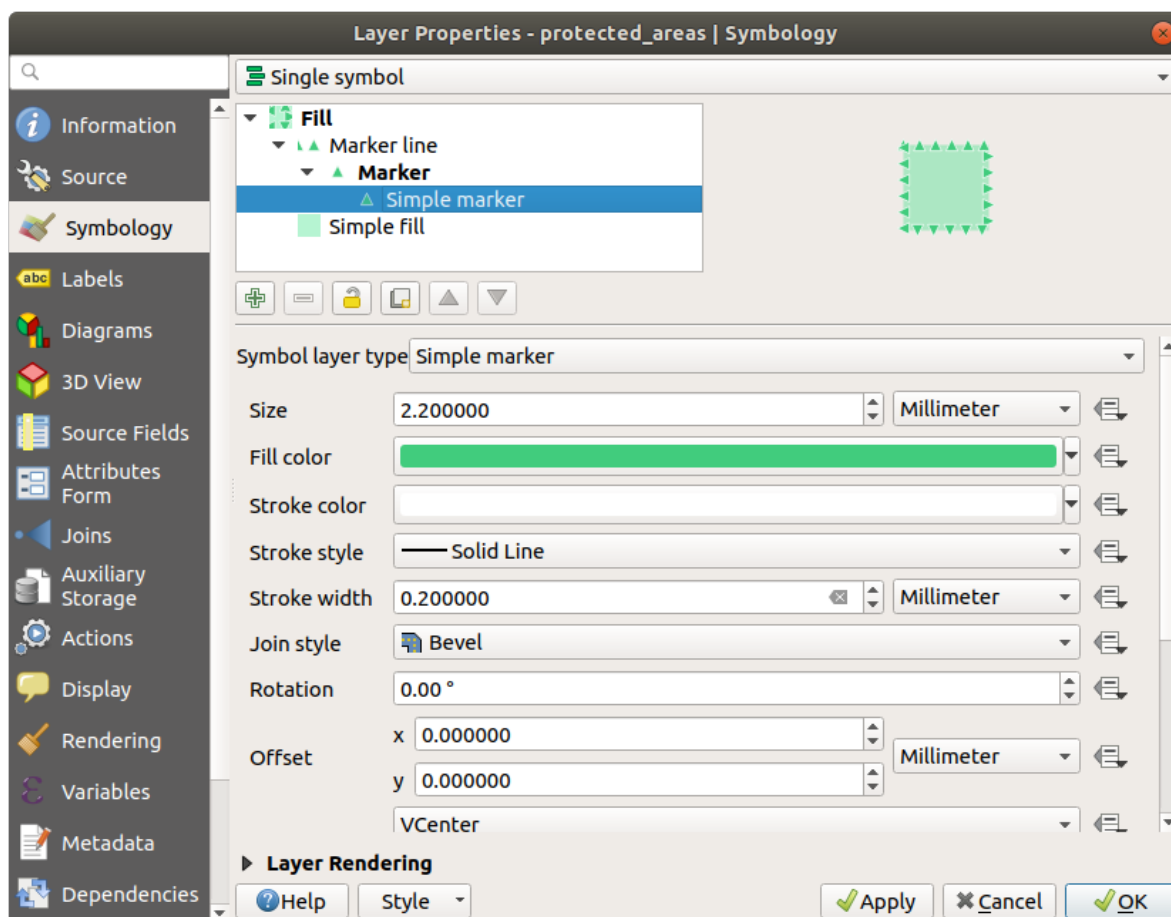 Layer Properties - protected_areas | Symbology
Information
Source
Symbology
abc Labels
Diagrams
3D View
Source Fields
Attributes
Form
Joins
Auxiliary
Storage
Actions
Display
Rendering
Variables
Metadata
Dependencies
Single symbol
Fill
Marker line
Marker
Simple marker
Simple fill
Symbol layer type Simple marker
Size 2.200000 Millimeter
Fill color
Stroke color
Stroke style Solid Line
Stroke width 0.200000 Millimeter
Join style Bevel
Rotation 0.00 °
Offset x 0.000000 Millimeter
y 0.000000
VCenter
Layer Rendering
Help Style Apply Cancel OK